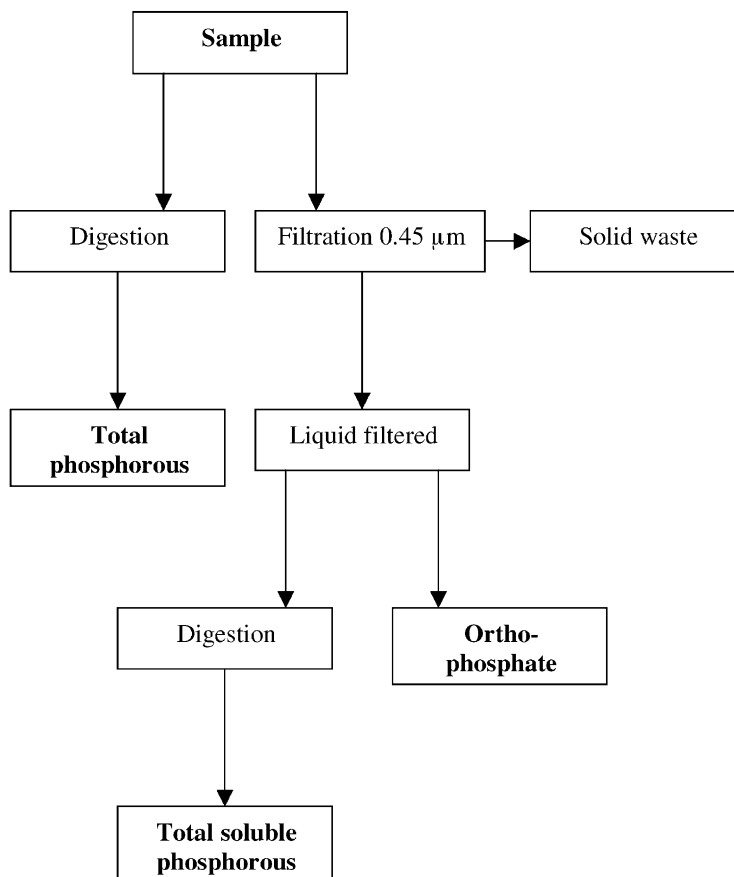 Sample
Digestion
Filtration 0.45 µm
Solid waste
Total
phosphorous
Liquid filtered
Digestion
Ortho-
phosphate
Total soluble
phosphorous